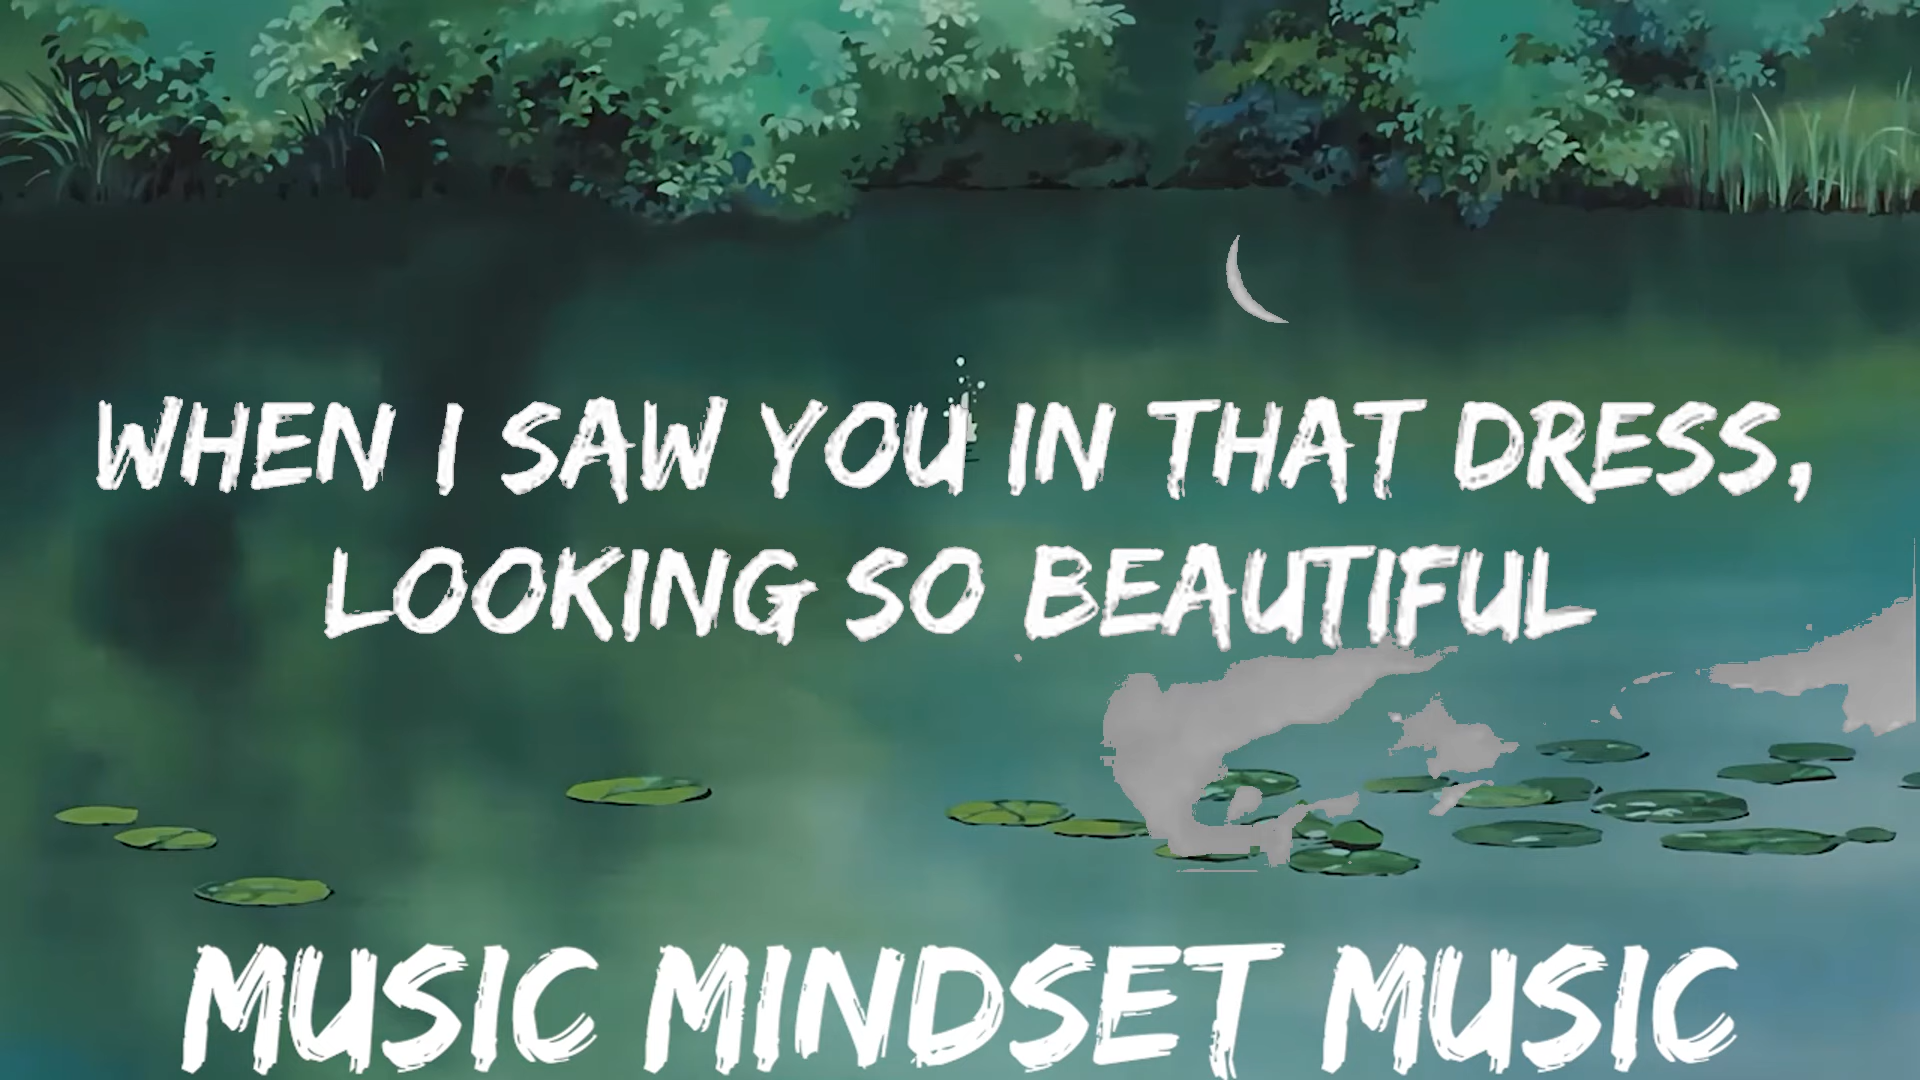 WHEN I SAW YOU IN THAT DRESS,
LOOKING SO BEAUTIFUL
MUSIC MINDSET MUSIC